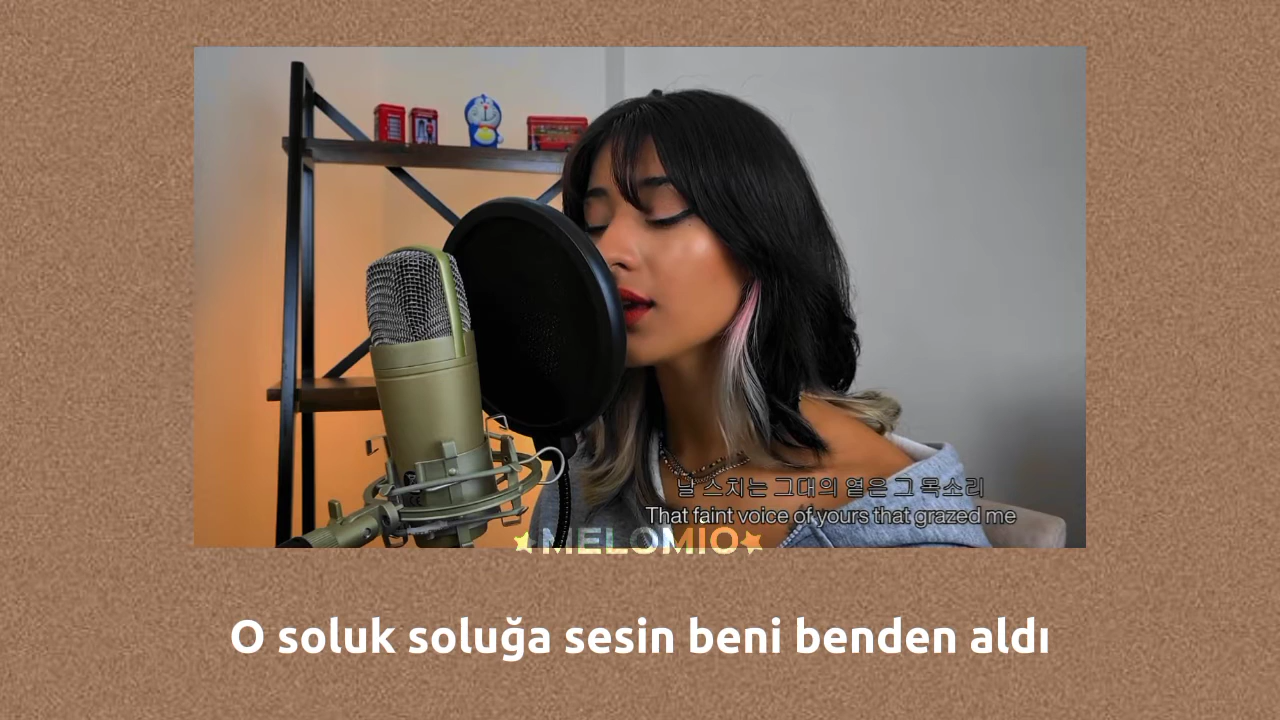 날 스치는 그대의 옅은 그 목소리
That faint voice of yours that grazed me
MELOMIO
O soluk soluğa sesin beni benden aldı